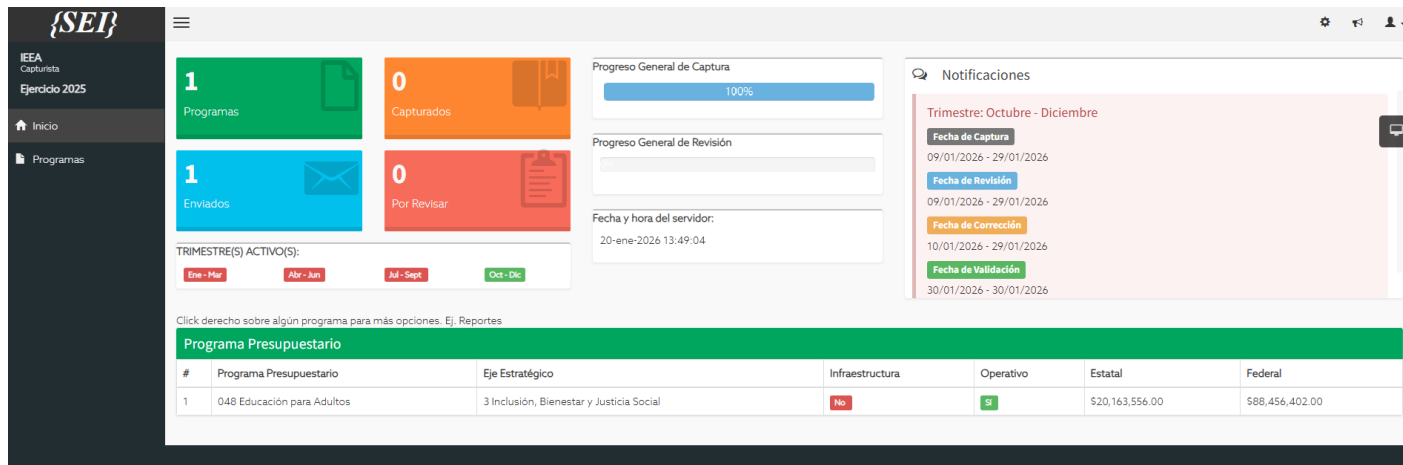 {SEI}
IEEA
Capturista
Ejercicio 2025
Inicio
Programas
1
Programas
0
Capturados
1
Enviados
0
Por Revisar
TRIMESTRE(S) ACTIVO(S):
Ene - Mar Abr - Jun Jul - Sept Oct - Dic
Progreso General de Captura
100%
Progreso General de Revisión
Fecha y hora del servidor:
20-ene-2026 13:49:04
Notificaciones
Trimestre: Octubre - Diciembre
Fecha de Captura
09/01/2026 - 29/01/2026
Fecha de Revisión
09/01/2026 - 29/01/2026
Fecha de Corrección
10/01/2026 - 29/01/2026
Fecha de Validación
30/01/2026 - 30/01/2026
Click derecho sobre algún programa para más opciones. Ej. Reportes
Programa Presupuestario
# Programa Presupuestario Eje Estratégico Infraestructura Operativo Estatal Federal
1 048 Educación para Adultos 3 Inclusión, Bienestar y Justicia Social No SI $20,163,556.00 $88,456,402.00